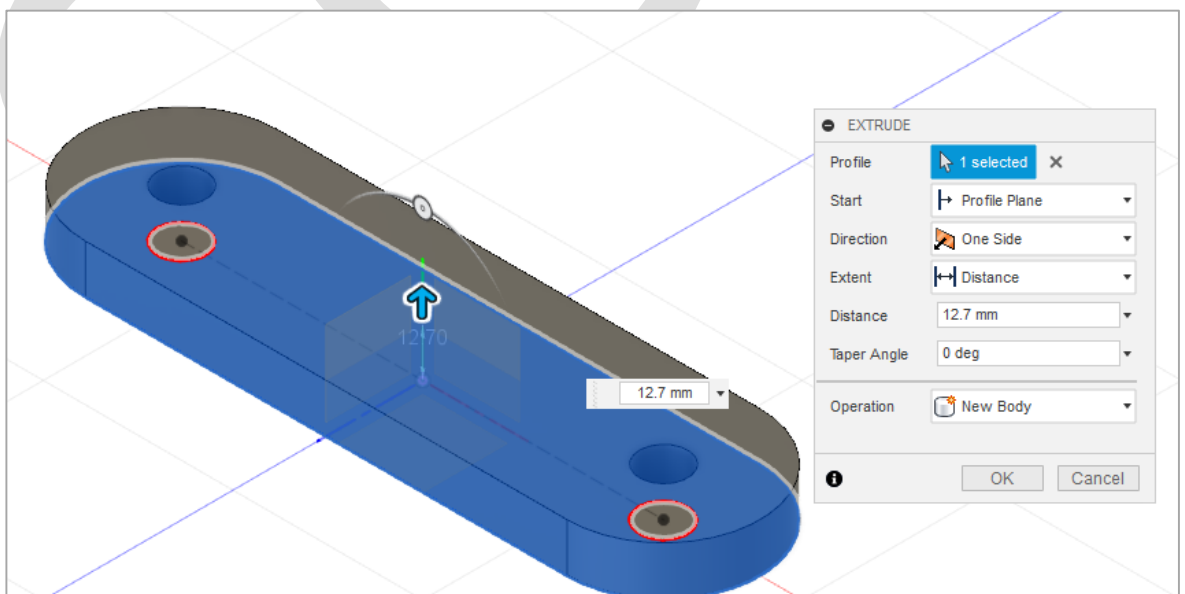 EXTRUDE
Profile 1 selected
Start Profile Plane
Direction One Side
Extent Distance
Distance 12.7 mm
Taper Angle 0 deg
Operation New Body
OK Cancel
12.70
12.7 mm